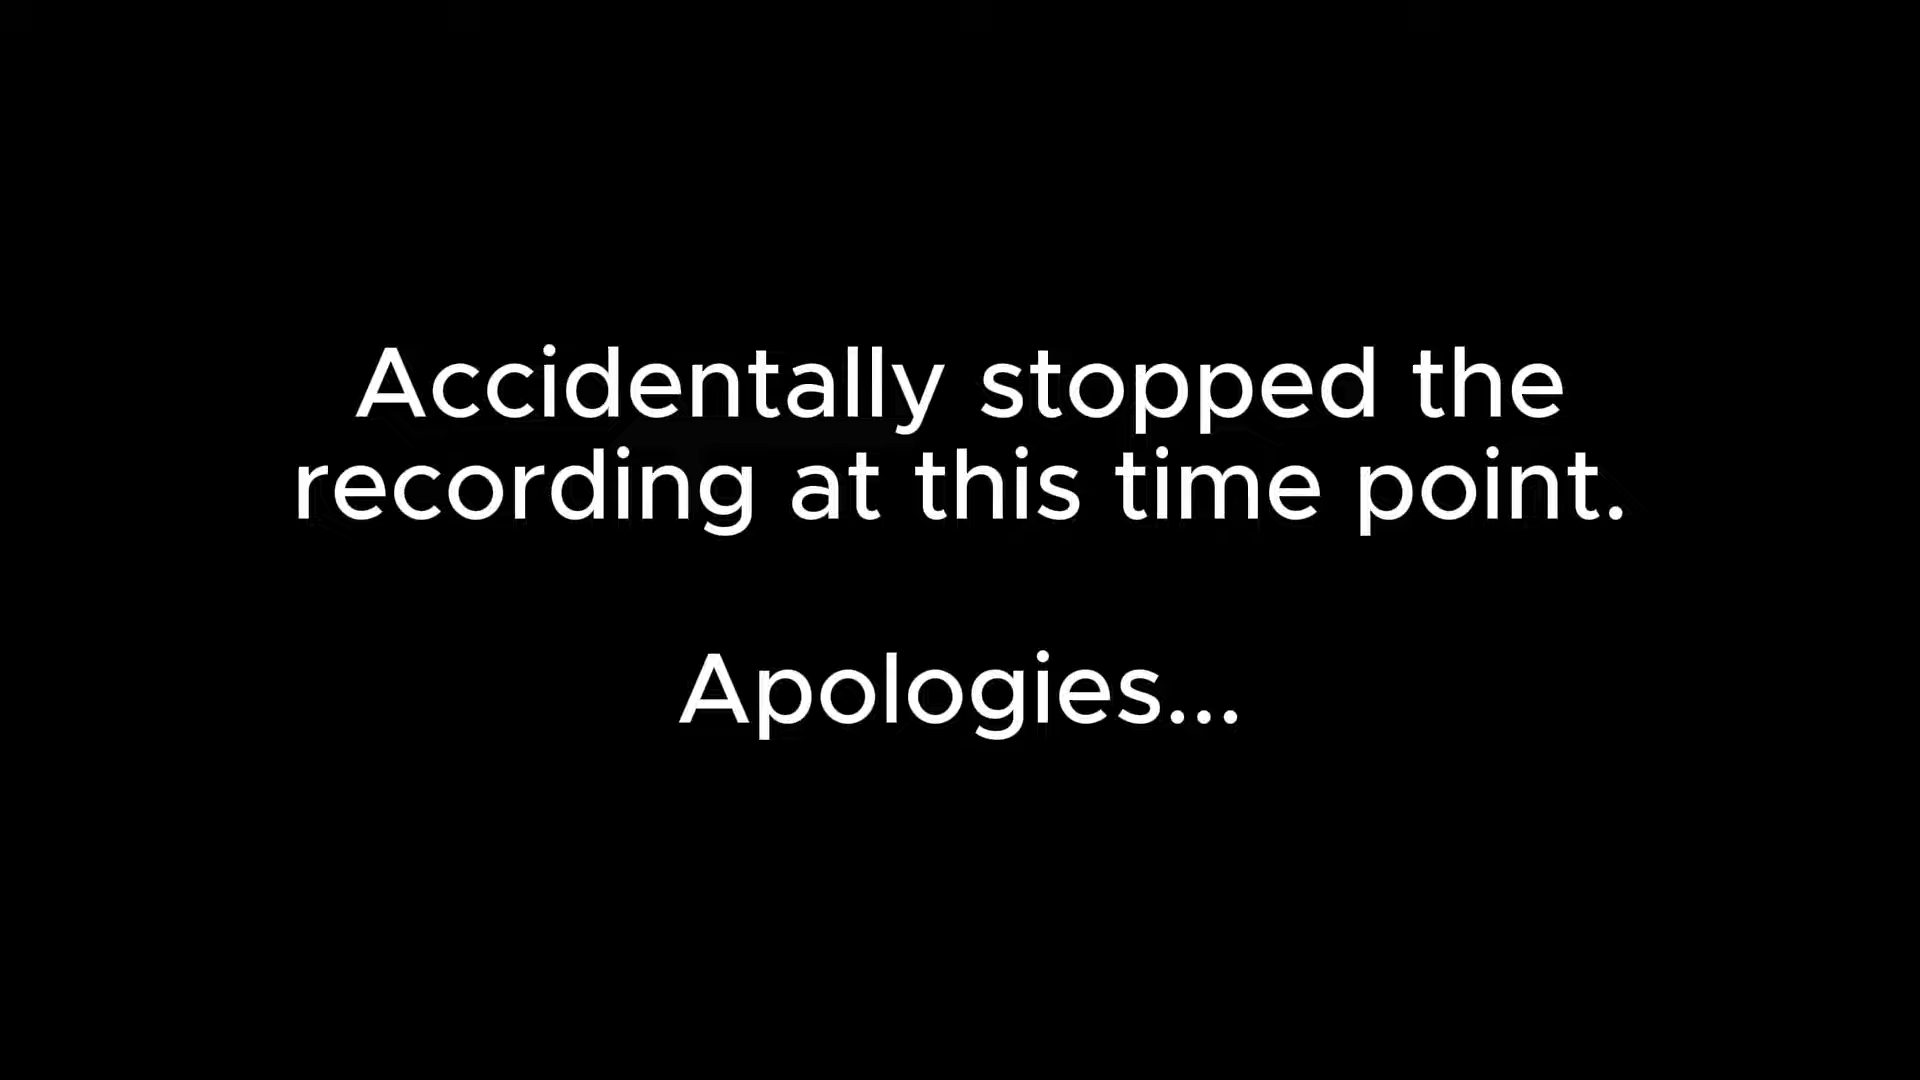 Accidentally stopped the
recording at this time point.
Apologies...